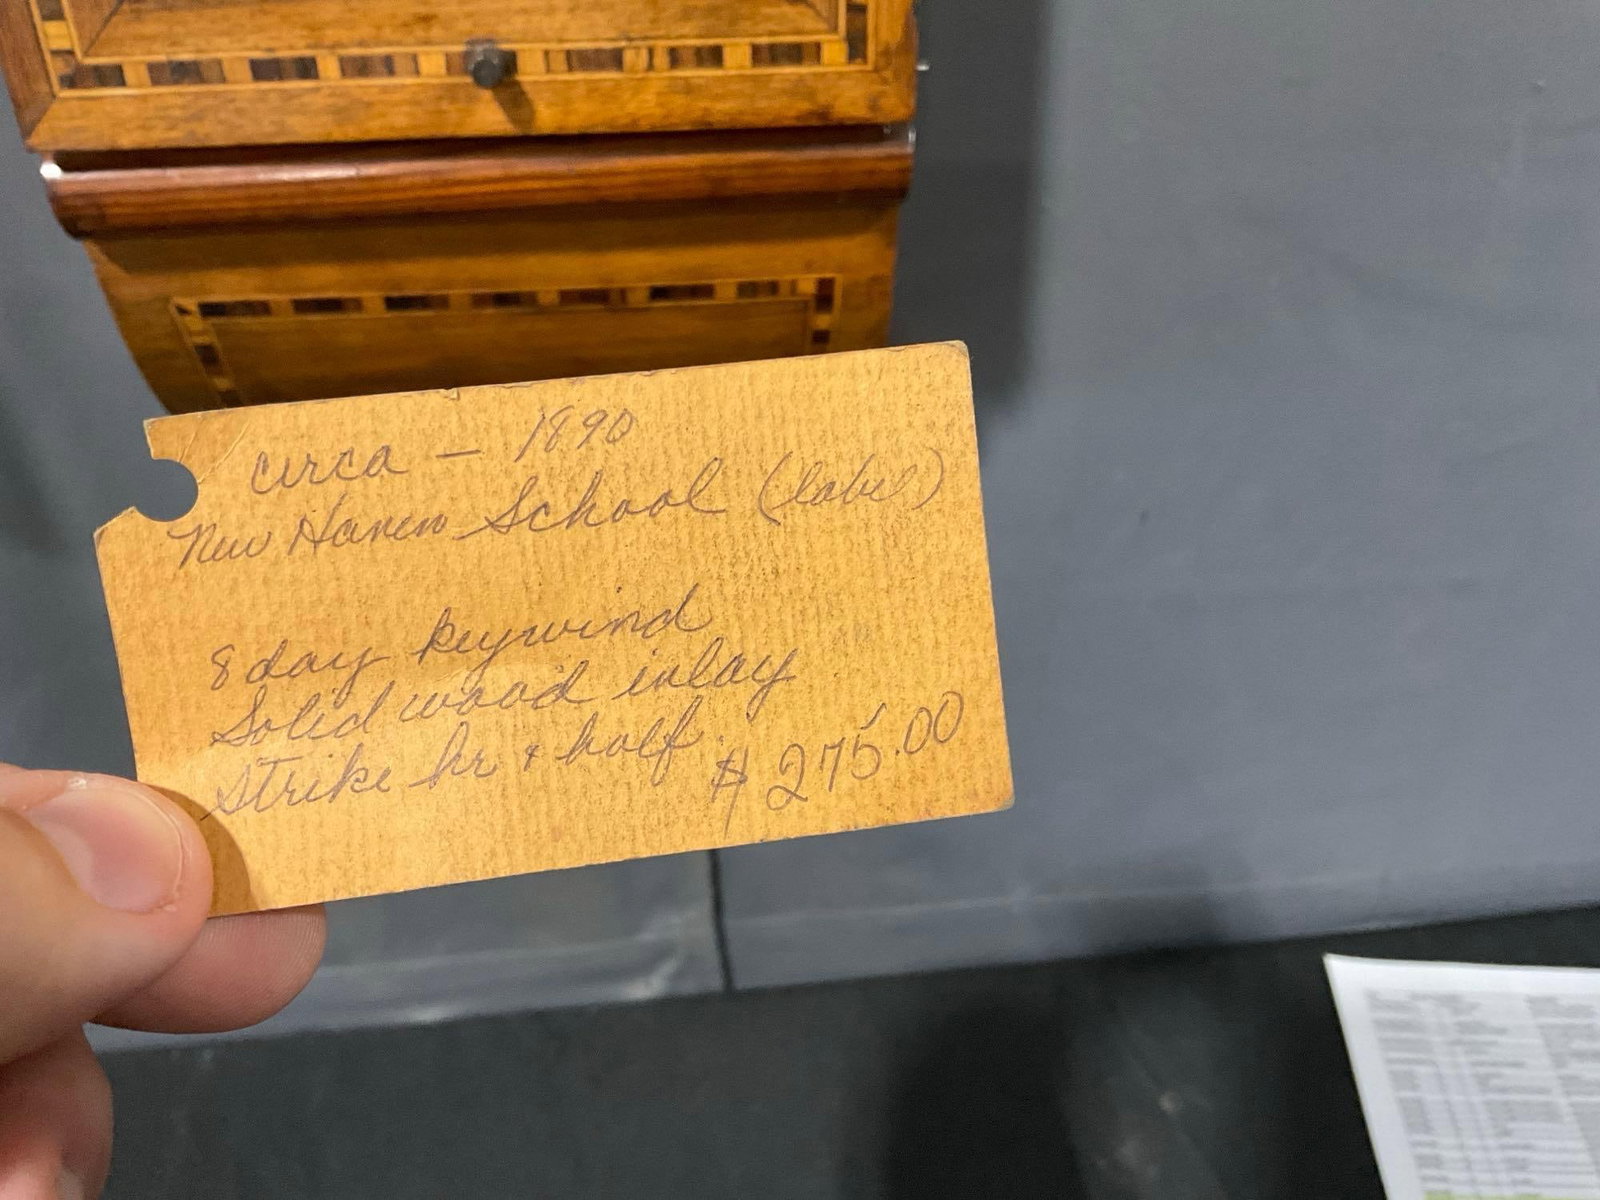 circa – 1890
New Haven School (label)
8 day keywind
Solid wood inlay
Strike hr & half.
$275.00